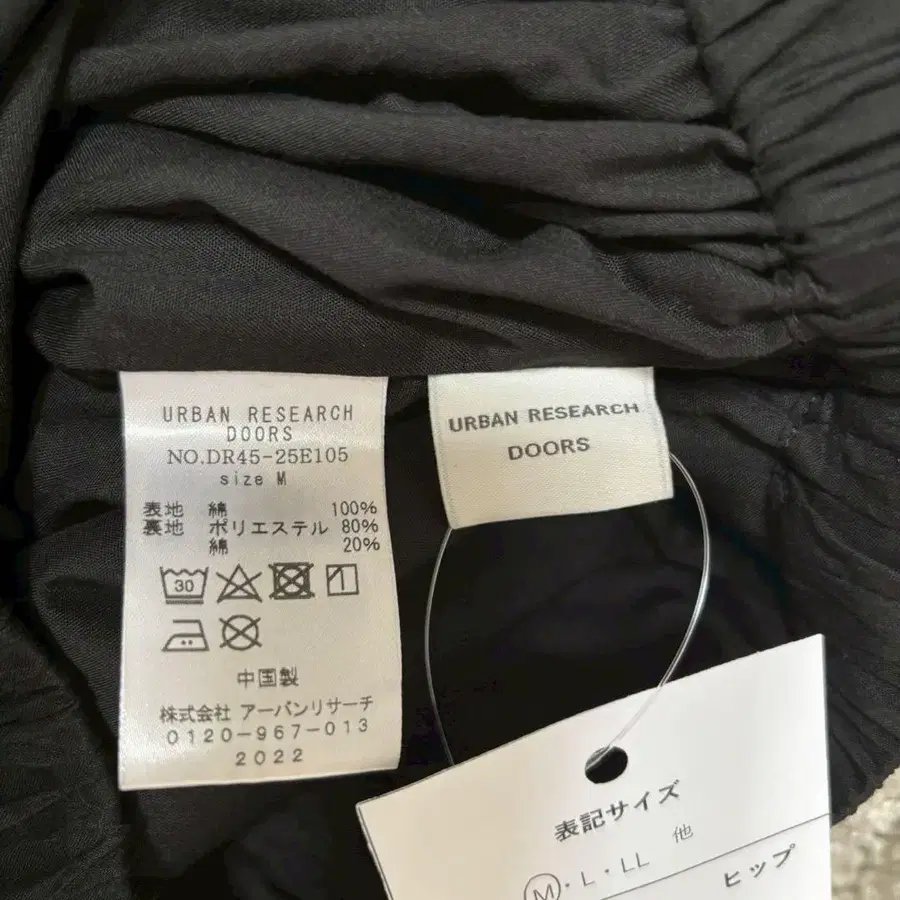 URBAN RESEARCH
DOORS
NO.DR45-25E105
size M
表地 綿 100%
裏地 ポリエステル 80%
綿 20%
30
中国製
株式会社 アーバンリサーチ
0120-967-013
2022
URBAN RESEARCH
DOORS
表記サイズ
M・L・LL 他
ヒップ